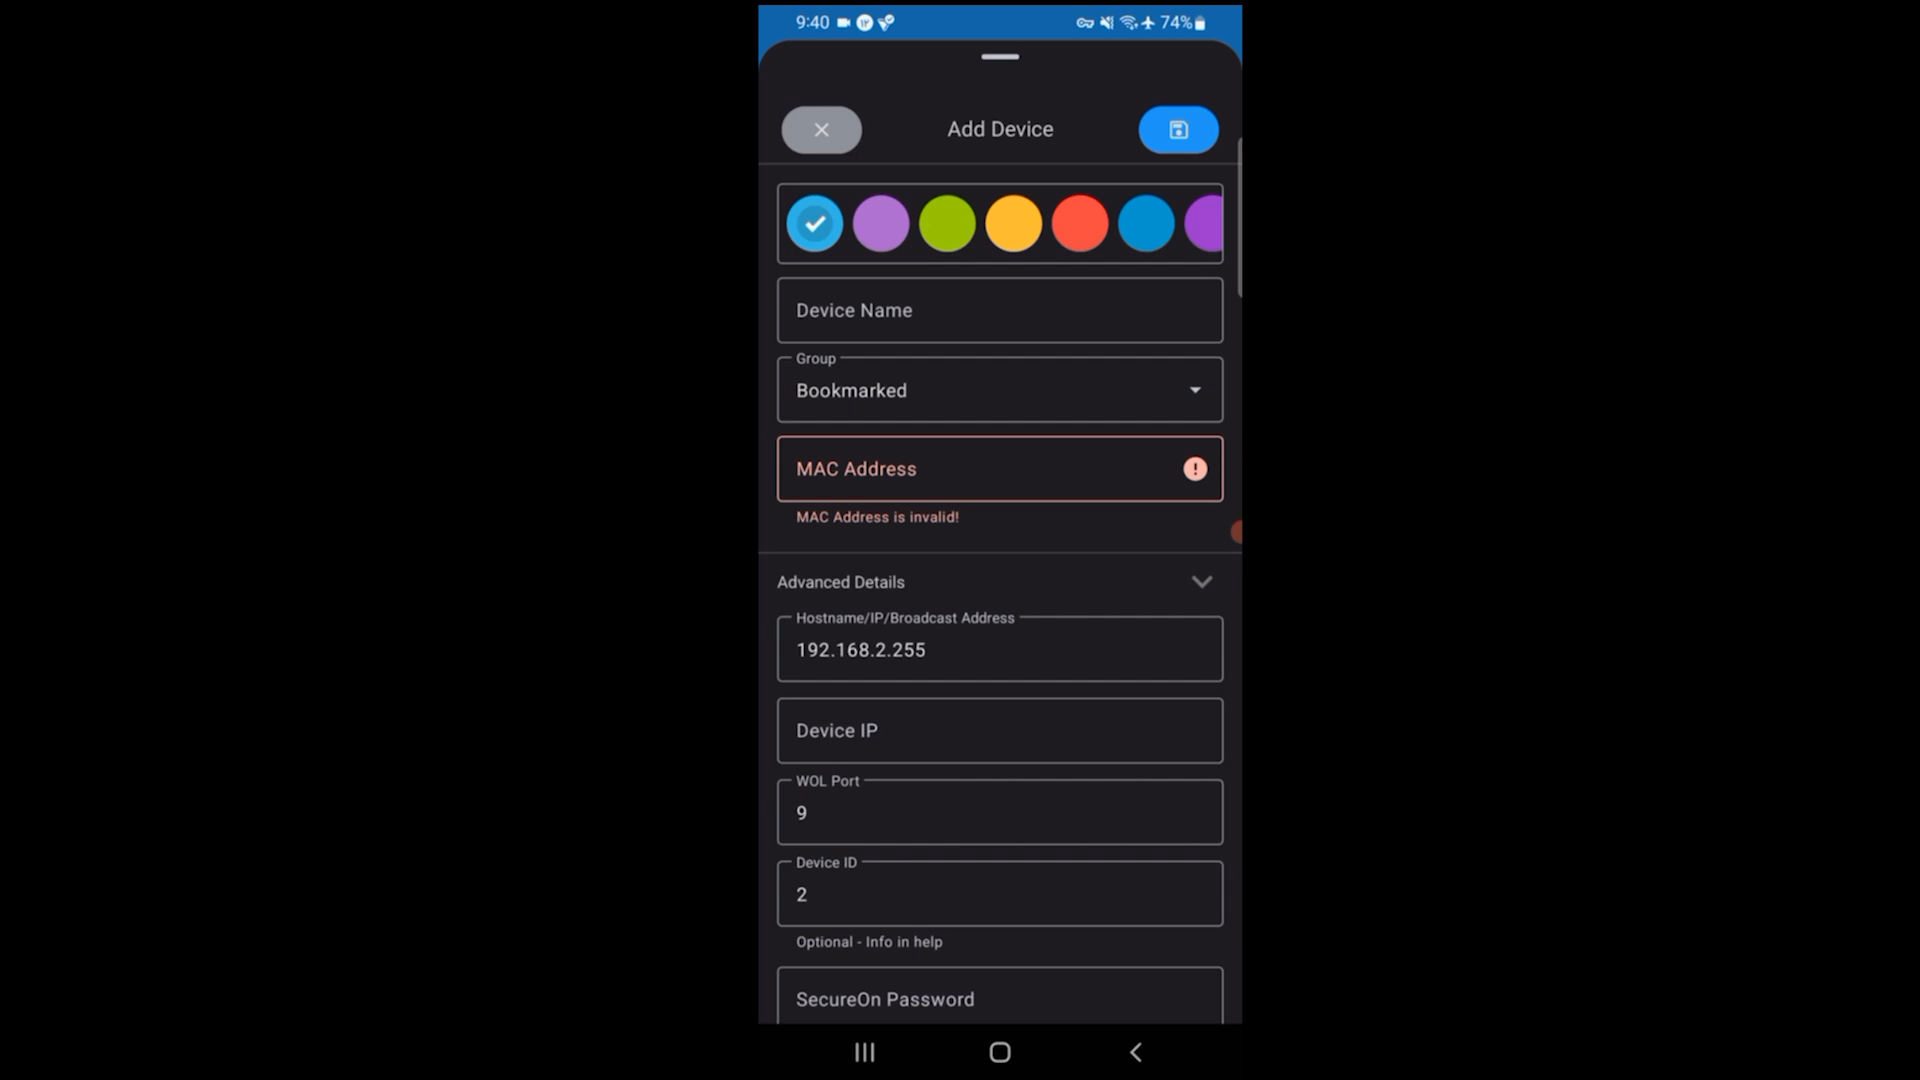 9:40 74%
Add Device
Device Name
Group
Bookmarked
MAC Address
MAC Address is invalid!
Advanced Details
Hostname/IP/Broadcast Address
192.168.2.255
Device IP
WOL Port
9
Device ID
2
Optional - Info in help
SecureOn Password